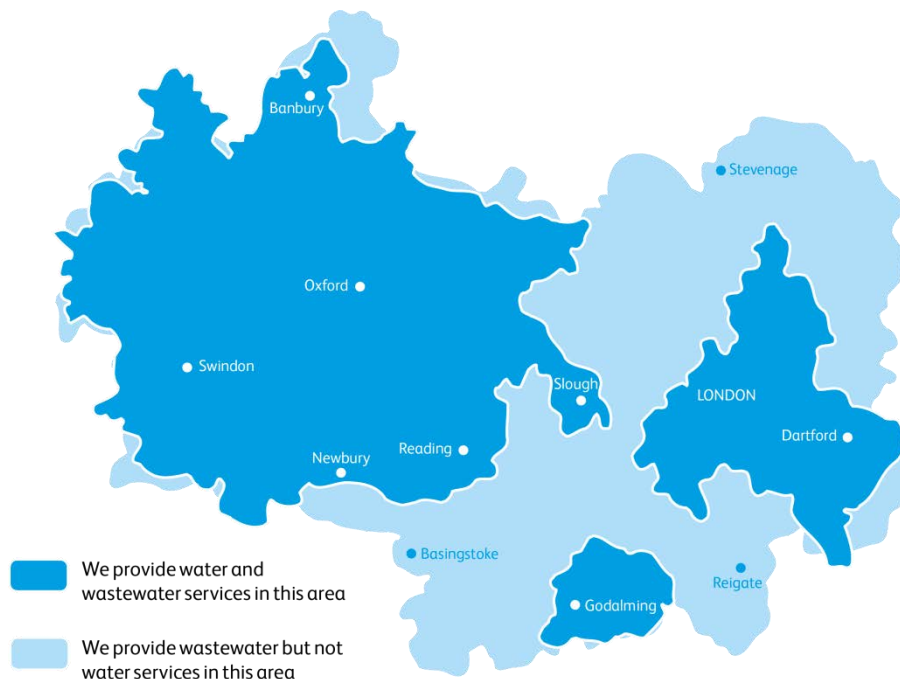 Banbury
Stevenage
Oxford
Swindon
Slough
LONDON
Dartford
Reading
Newbury
Basingstoke
Reigate
Godalming
We provide water and
wastewater services in this area
We provide wastewater but not
water services in this area